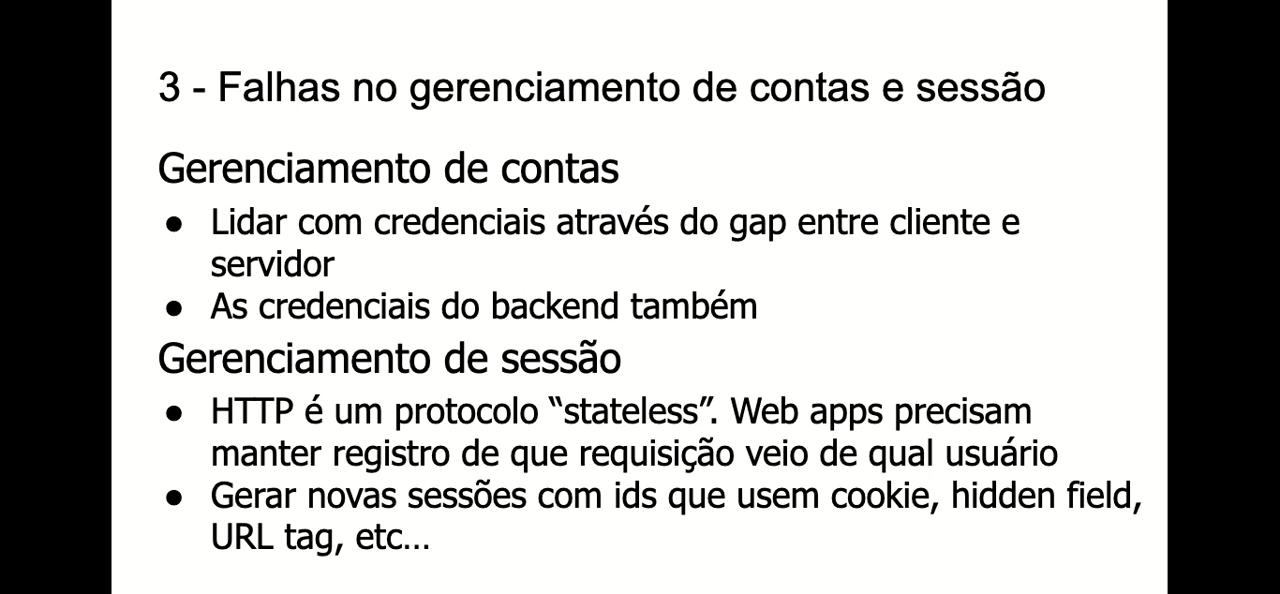 3 - Falhas no gerenciamento de contas e sessão
Gerenciamento de contas
● Lidar com credenciais através do gap entre cliente e
servidor
● As credenciais do backend também
Gerenciamento de sessão
● HTTP é um protocolo “stateless”. Web apps precisam
manter registro de que requisição veio de qual usuário
● Gerar novas sessões com ids que usem cookie, hidden field,
URL tag, etc...